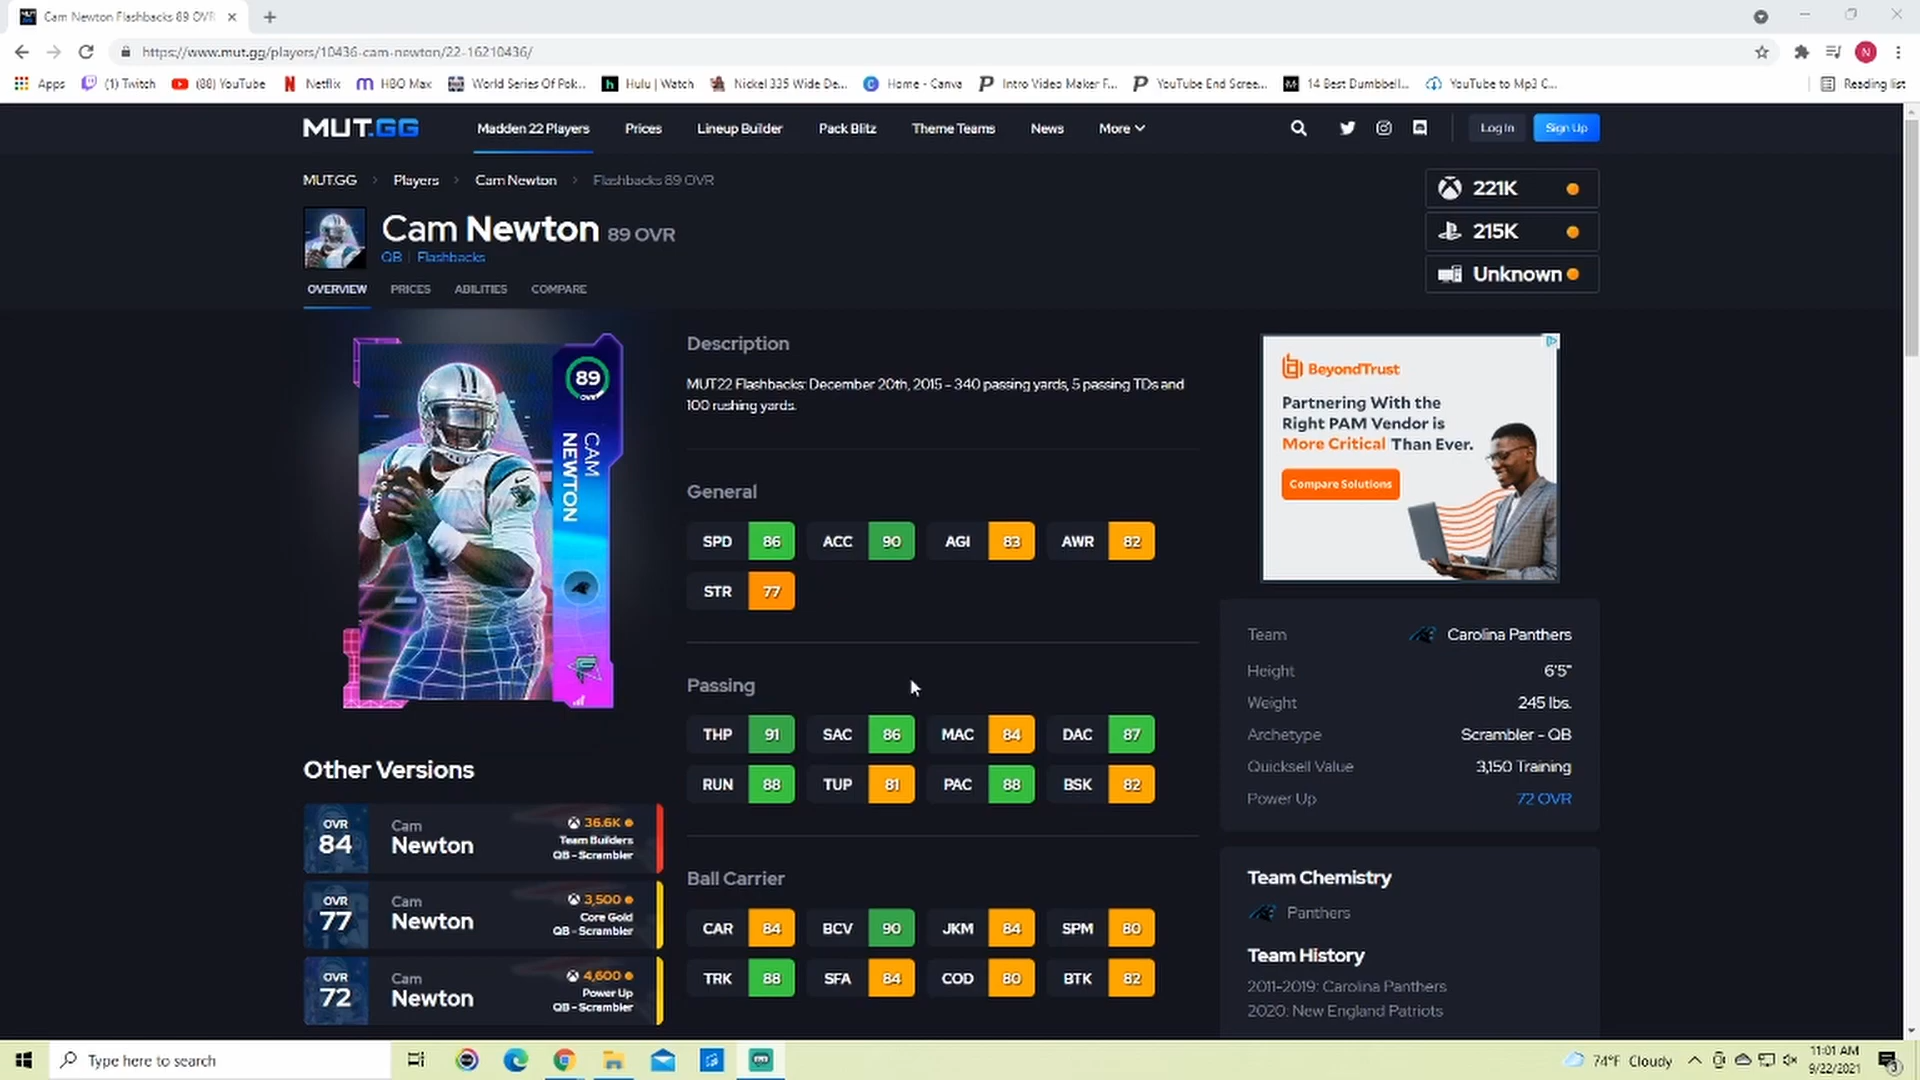 Cam Newton Flashbacks 89 OVR
https://www.mut.gg/players/10436-cam-newton/22-16210436/
N
Apps
(1) Twitch
(88) YouTube
Netflix
HBO Max
World Series Of Pok...
Hulu | Watch
Nickel 335 Wide De...
Home - Canva
Intro Video Maker F...
YouTube End Scree...
14 Best Dumbbell...
YouTube to Mp3 C...
Reading list
MUT.GG
Madden 22 Players
Prices
Lineup Builder
Pack Blitz
Theme Teams
News
More
Log In
Sign Up
MUT.GG > Players > Cam Newton > Flashbacks 89 OVR
221K
215K
Unknown
Cam Newton 89 OVR
QB | Flashbacks
OVERVIEW
PRICES
ABILITIES
COMPARE
89
OVR
CAM
NEWTON
Description
MUT22 Flashbacks: December 20th, 2015 - 340 passing yards, 5 passing TDs and
100 rushing yards.
General
SPD 86 ACC 90 AGI 83 AWR 82
STR 77
Passing
THP 91 SAC 86 MAC 84 DAC 87
RUN 88 TUP 81 PAC 88 BSK 82
Ball Carrier
CAR 84 BCV 90 JKM 84 SPM 80
TRK 88 SFA 84 COD 80 BTK 82
Other Versions
OVR
84
Cam
Newton
36.6K
Team Builders
QB - Scrambler
OVR
77
Cam
Newton
3,500
Core Gold
QB - Scrambler
OVR
72
Cam
Newton
4,600
Power Up
QB - Scrambler
BeyondTrust
Partnering With the
Right PAM Vendor is
More Critical Than Ever.
Compare Solutions
Team Carolina Panthers
Height 6'5"
Weight 245 lbs.
Archetype Scrambler - QB
Quicksell Value 3,150 Training
Power Up 72 OVR
Team Chemistry
Panthers
Team History
2011-2019: Carolina Panthers
2020: New England Patriots
Type here to search
74°F Cloudy
11:01 AM
9/22/2021
3